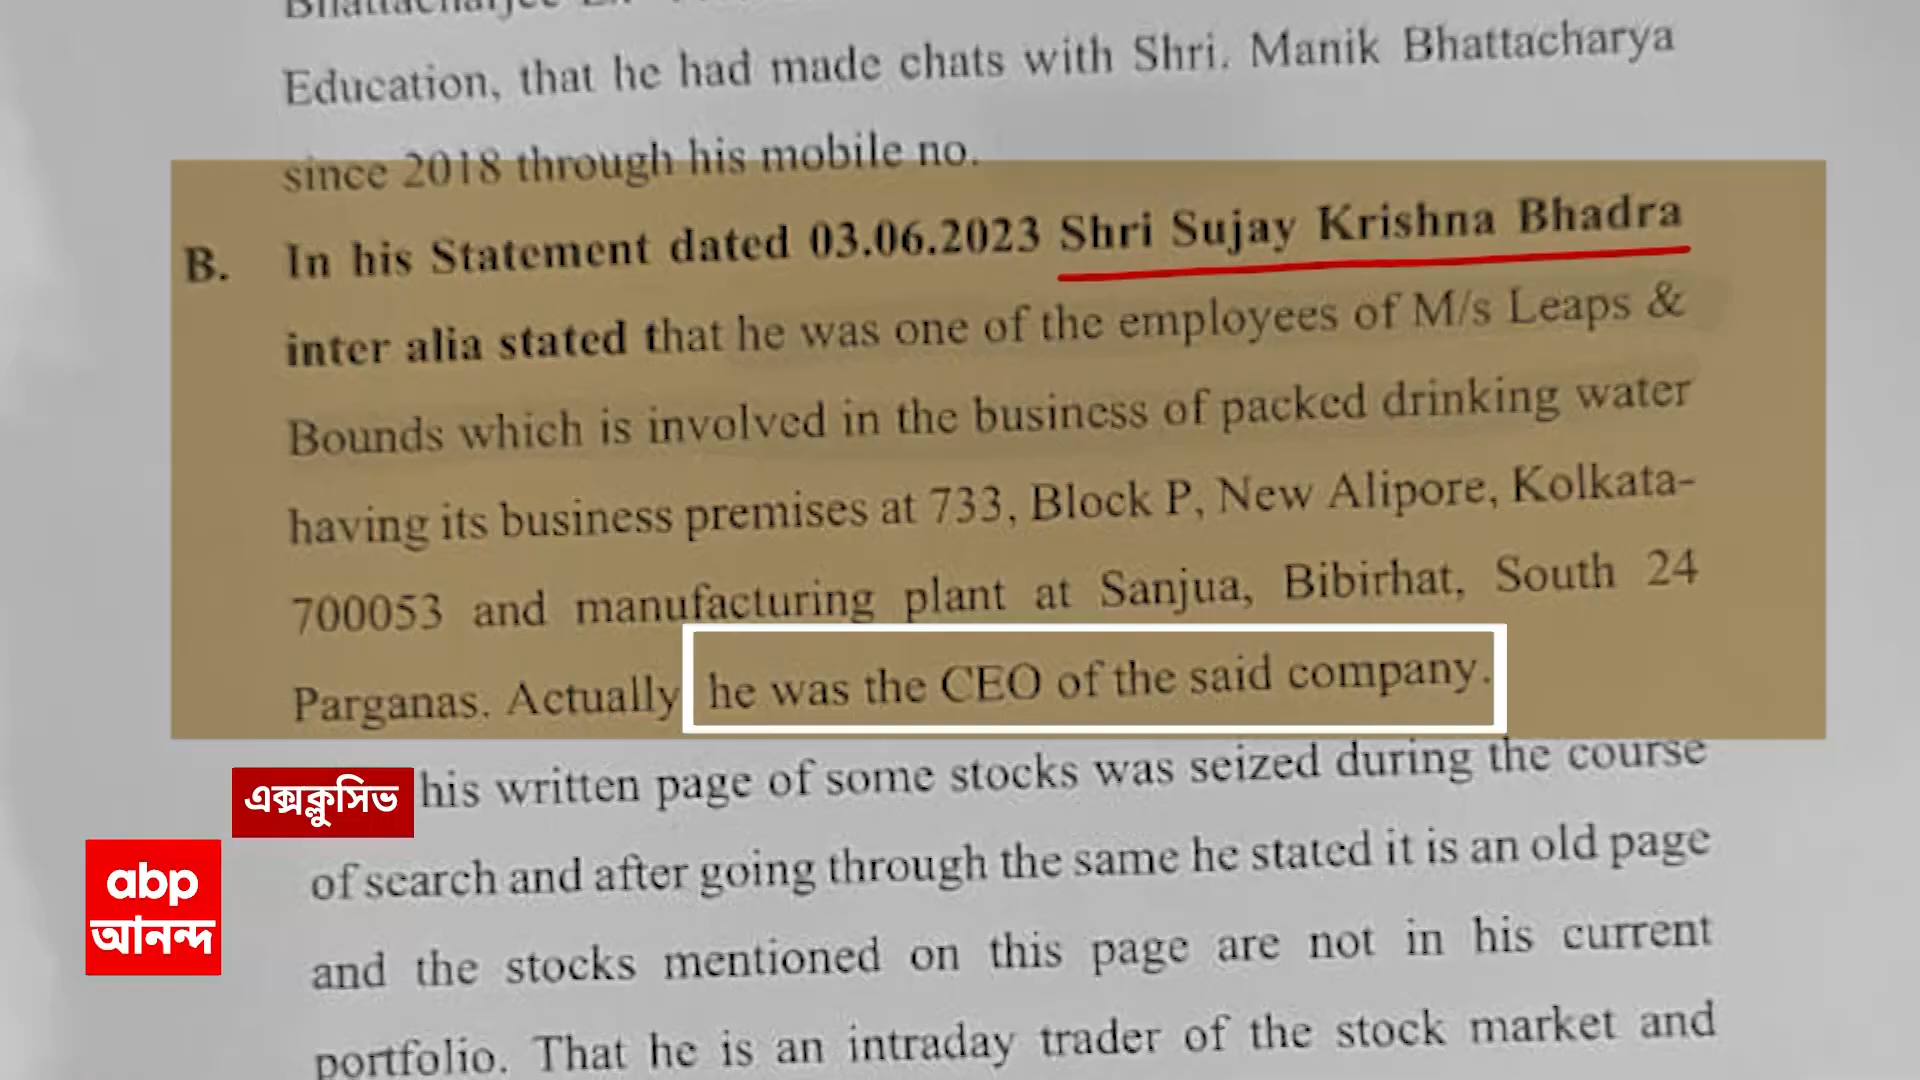 Education, that he had made chats with Shri. Manik Bhattacharya
since 2018 through his mobile no.
B. In his Statement dated 03.06.2023 Shri Sujay Krishna Bhadra
inter alia stated that he was one of the employees of M/s Leaps &
Bounds which is involved in the business of packed drinking water
having its business premises at 733, Block P, New Alipore, Kolkata-
700053 and manufacturing plant at Sanjua, Bibirhat, South 24
Parganas. Actually he was the CEO of the said company.
এক্সক্লুসিভ
his written page of some stocks was seized during the course
of search and after going through the same he stated it is an old page
and the stocks mentioned on this page are not in his current
portfolio. That he is an intraday trader of the stock market and
abp
আনন্দ